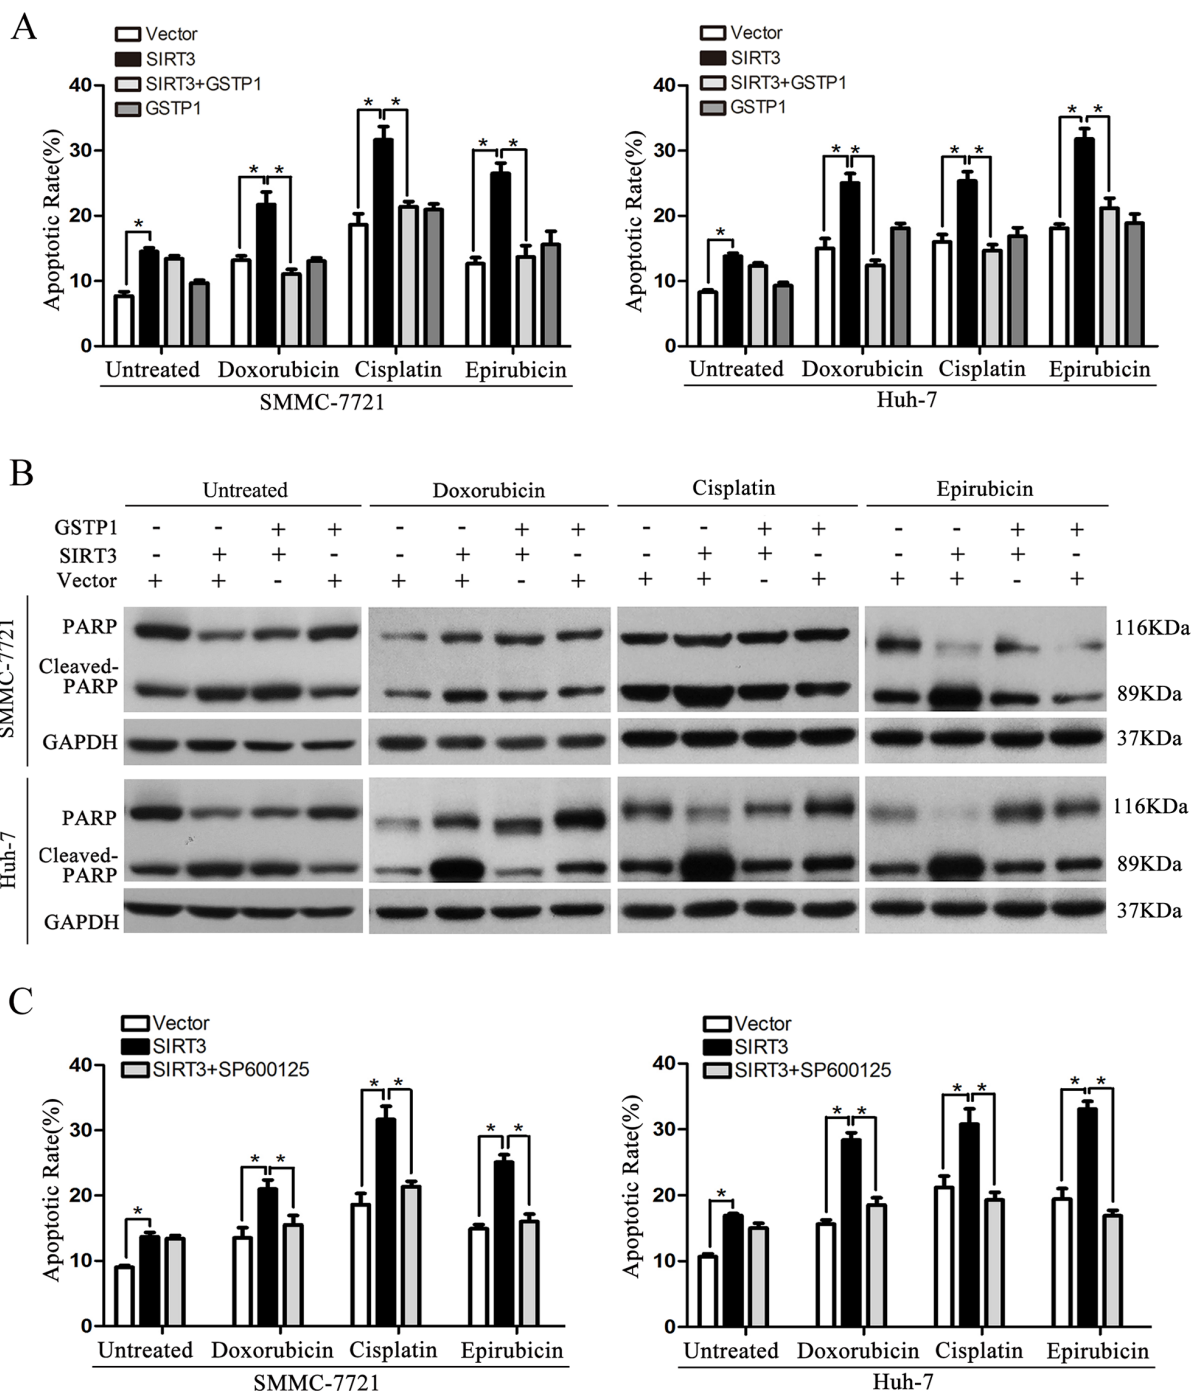 A
Vector
SIRT3
SIRT3+GSTP1
GSTP1
Apoptotic Rate(%)
40
30
20
10
0
* * * * * * *
Untreated Doxorubicin Cisplatin Epirubicin
SMMC-7721
Vector
SIRT3
SIRT3+GSTP1
GSTP1
Apoptotic Rate(%)
40
30
20
10
0
* * * * * * *
Untreated Doxorubicin Cisplatin Epirubicin
Huh-7
B
Untreated Doxorubicin Cisplatin Epirubicin
GSTP1 - - + + - - + + - - + + - - + +
SIRT3 - + + - - + + - - + + - - + + -
Vector + + - + + + - + + + - + + + - +
SMMC-7721
PARP 116KDa
Cleaved-
PARP 89KDa
GAPDH 37KDa
Huh-7
PARP 116KDa
Cleaved-
PARP 89KDa
GAPDH 37KDa
C
Vector
SIRT3
SIRT3+SP600125
Apoptotic Rate(%)
40
30
20
10
0
* * * * * * *
Untreated Doxorubicin Cisplatin Epirubicin
SMMC-7721
Vector
SIRT3
SIRT3+SP600125
Apoptotic Rate(%)
40
30
20
10
0
* * * * * * *
Untreated Doxorubicin Cisplatin Epirubicin
Huh-7